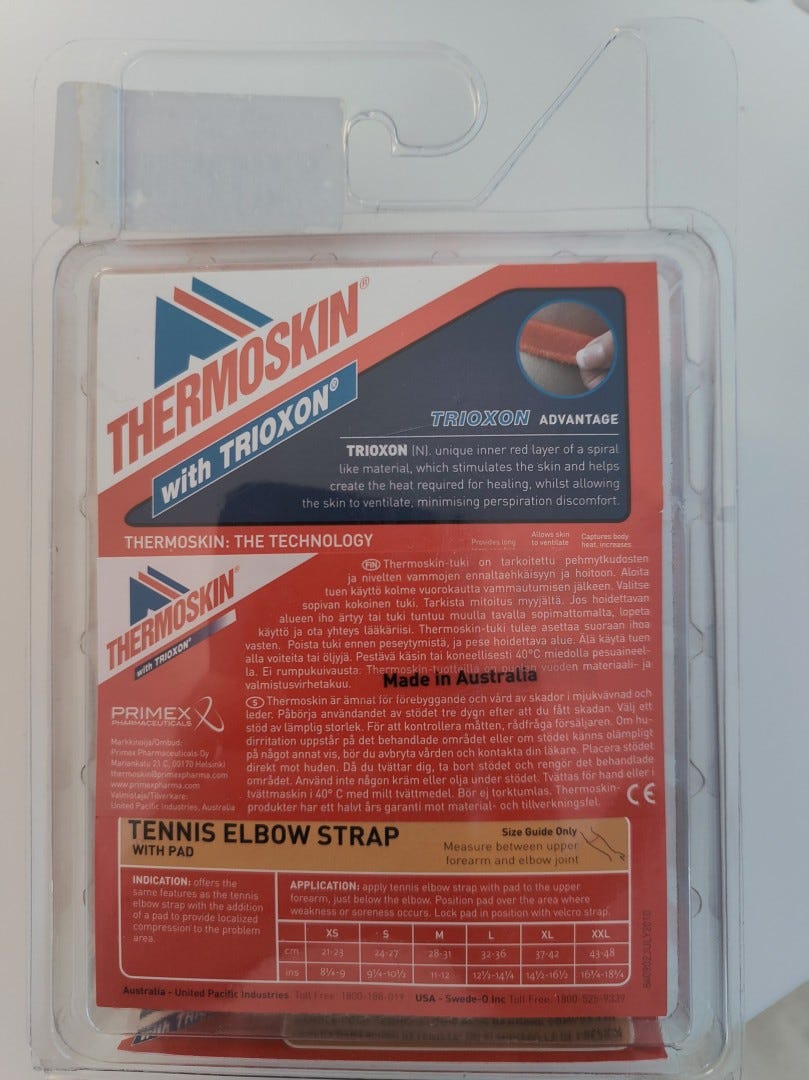 THERMOSKIN®
with TRIOXON®
TRIOXON ADVANTAGE
TRIOXON (N). unique inner red layer of a spiral
like material, which stimulates the skin and helps
create the heat required for healing, whilst allowing
the skin to ventilate, minimising perspiration discomfort.
THERMOSKIN: THE TECHNOLOGY
Provides long
Allows skin
to ventilate
Captures body
heat, increases
THERMOSKIN®
with TRIOXON®
FIN Thermoskin-tuki on tarkoitettu pehmytkudosten
ja nivelten vammojen ennaltaehkäisyyn ja hoitoon. Aloita
tuen käyttö kolme vuorokautta vammautumisen jälkeen. Valitse
sopivan kokoinen tuki. Tarkista mitoitus myyjältä. Jos hoidettavan
alueen iho ärtyy tai tuki tuntuu muulla tavalla sopimattomalta, lopeta
käyttö ja ota yhteys lääkäriisi. Thermoskin-tuki tulee asettaa suoraan ihoa
vasten. Poista tuki ennen peseytymistä, ja pese hoidettava alue. Älä käytä tuen
alla voiteita tai öljyjä. Pestävä käsin tai koneellisesti 40°C miedolla pesuaineel-
la. Ei rumpukuivausta. Thermoskin-tuotteilla on puolen vuoden materiaali- ja
valmistusvirhetakuu.
Made in Australia
S Thermoskin är ämnat för förebyggande och vård av skador i mjukvävnad och
leder. Påbörja användandet av stödet tre dygn efter att du fått skadan. Välj ett
stöd av lämplig storlek. För att kontrollera måtten, rådfråga försäljaren. Om hu-
dirritation uppstår på det behandlade området eller om stödet känns olämpligt
på något annat vis, bör du avbryta vården och kontakta din läkare. Placera stödet
direkt mot huden. Då du tvättar dig, ta bort stödet och rengör det behandlade
området. Använd inte någon kräm eller olja under stödet. Tvättas för hand eller i
tvättmaskin i 40° C med milt tvättmedel. Bör ej torktumlas. Thermoskin-
produkter har ett halvt års garanti mot material- och tillverkningsfel.
CE
PRIMEX
PHARMACEUTICALS
Markkinoija/Ombud:
Primex Pharmaceuticals Oy
Mariankatu 21 C, 00170 Helsinki
thermoskin@primexpharma.com
www.primexpharma.com
Valmistaja/Tillverkare:
United Pacific Industries, Australia
TENNIS ELBOW STRAP
WITH PAD
Size Guide Only
Measure between upper
forearm and elbow joint
INDICATION: offers the
same features as the tennis
elbow strap with the addition
of a pad to provide localized
compression to the problem
area.
APPLICATION: apply tennis elbow strap with pad to the upper
forearm, just below the elbow. Position pad over the area where
weakness or soreness occurs. Lock pad in position with velcro strap.
XS S M L XL XXL
cm 21-23 24-27 28-31 32-36 37-42 43-48
ins 8¼-9 9¼-10½ 11-12 12½-14¼ 14½-16½ 16¾-18¾
84(902)JULY2010
Australia - United Pacific Industries Toll Free: 1800-188-019 USA - Swede-O Inc Toll Free: 1800-525-9339
with TRIO